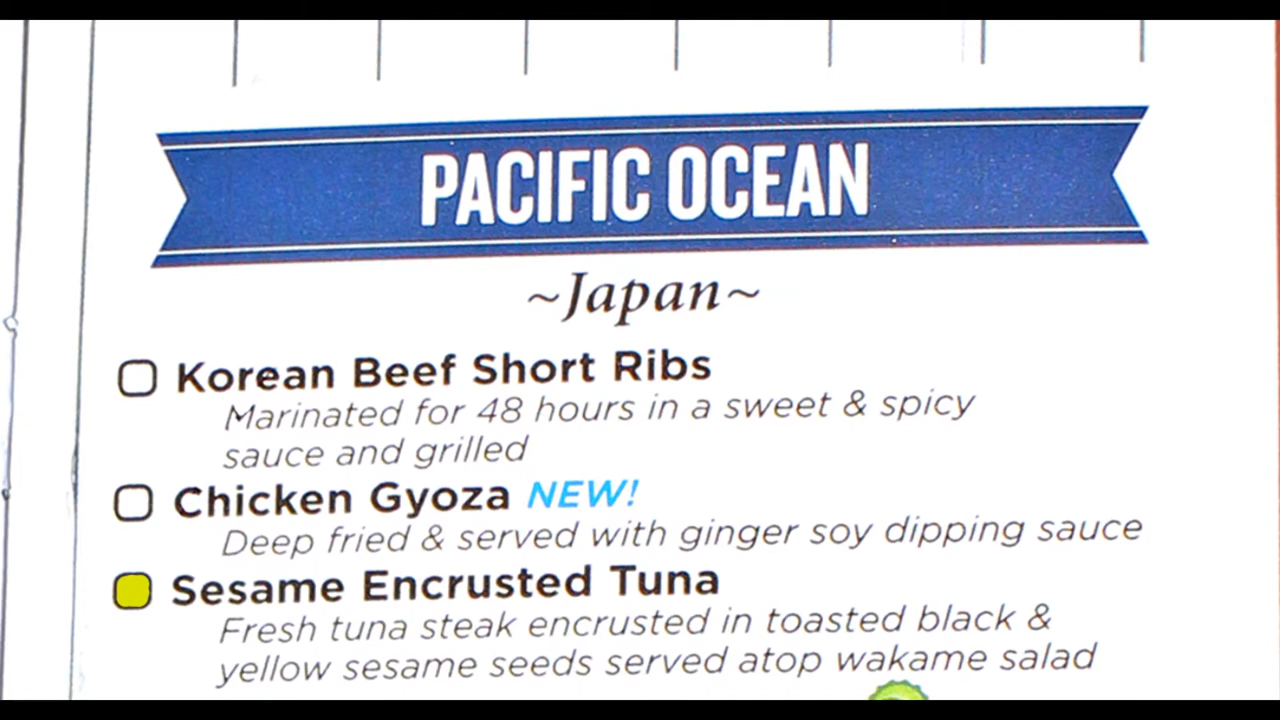 PACIFIC OCEAN
~Japan~
Korean Beef Short Ribs
Marinated for 48 hours in a sweet & spicy
sauce and grilled
Chicken Gyoza NEW!
Deep fried & served with ginger soy dipping sauce
Sesame Encrusted Tuna
Fresh tuna steak encrusted in toasted black &
yellow sesame seeds served atop wakame salad